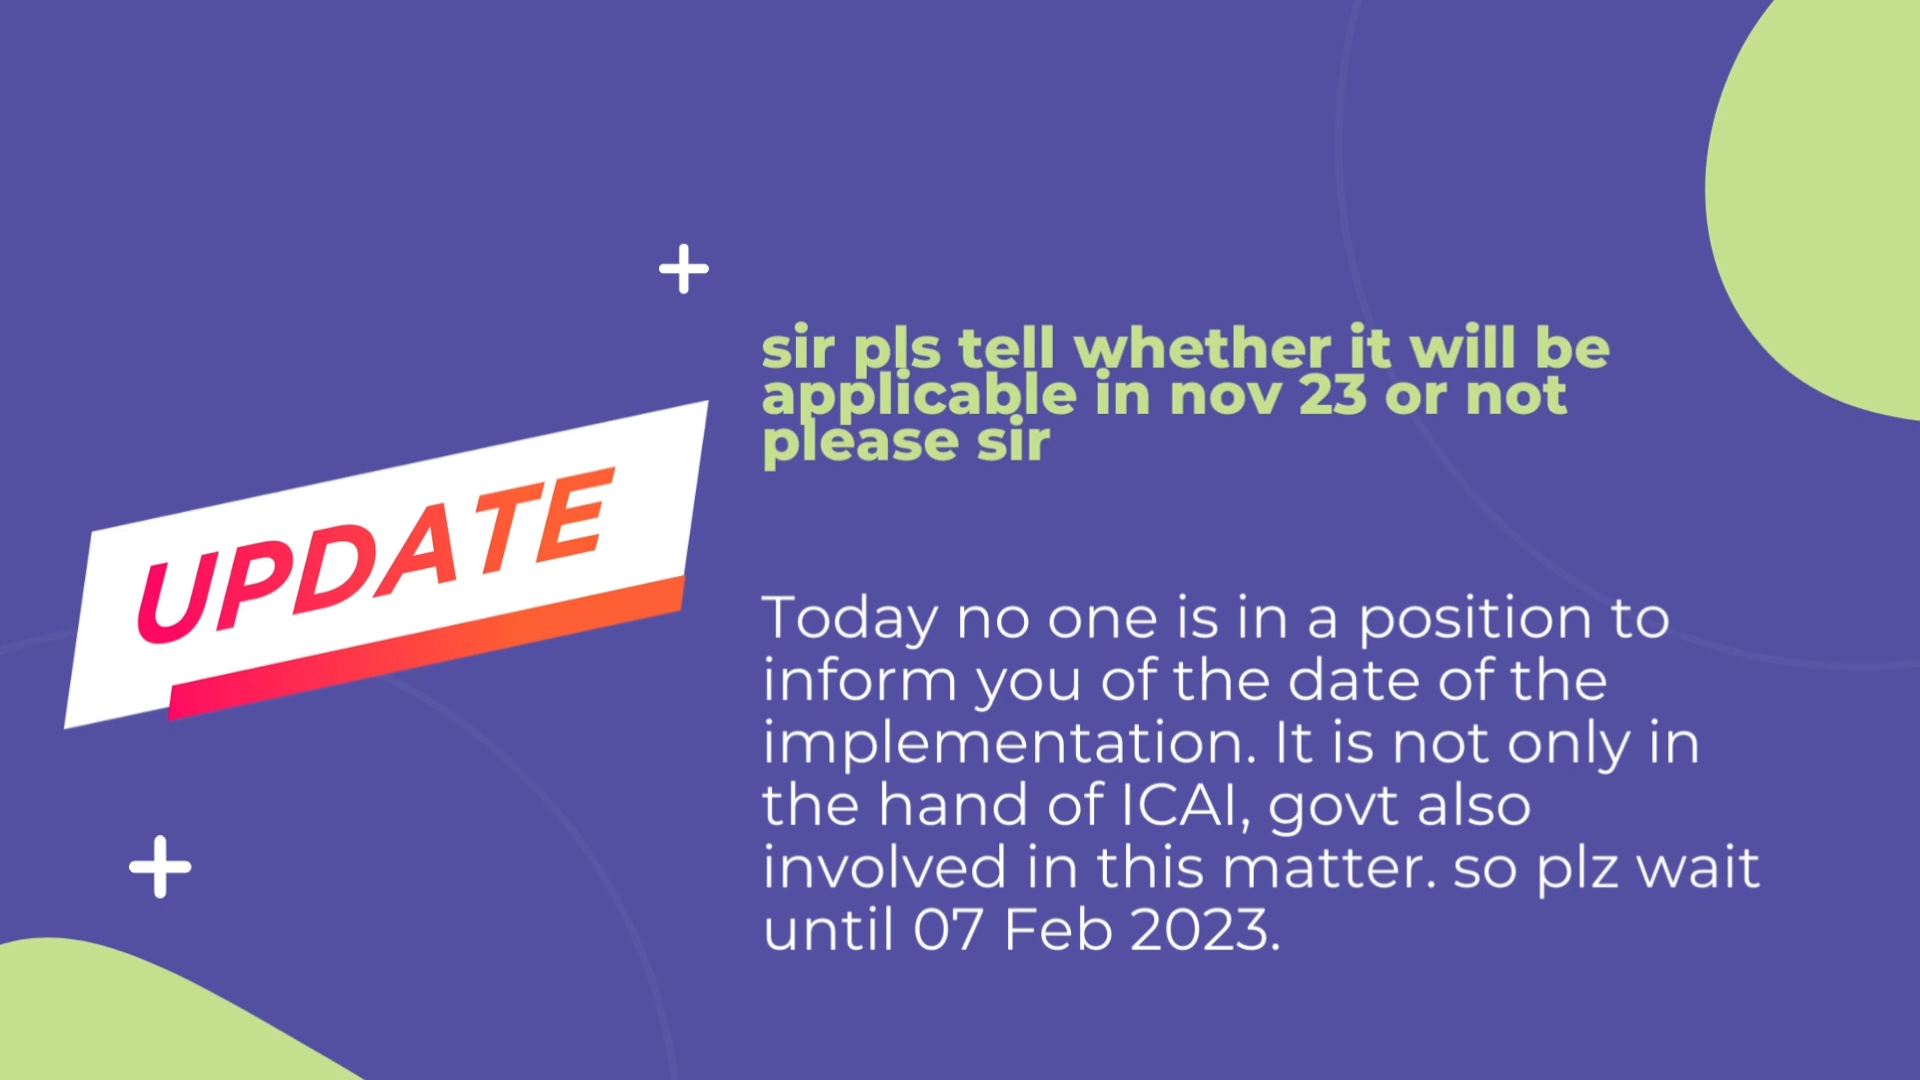 UPDATE
sir pls tell whether it will be
applicable in nov 23 or not
please sir
Today no one is in a position to
inform you of the date of the
implementation. It is not only in
the hand of ICAI, govt also
involved in this matter. so plz wait
until 07 Feb 2023.